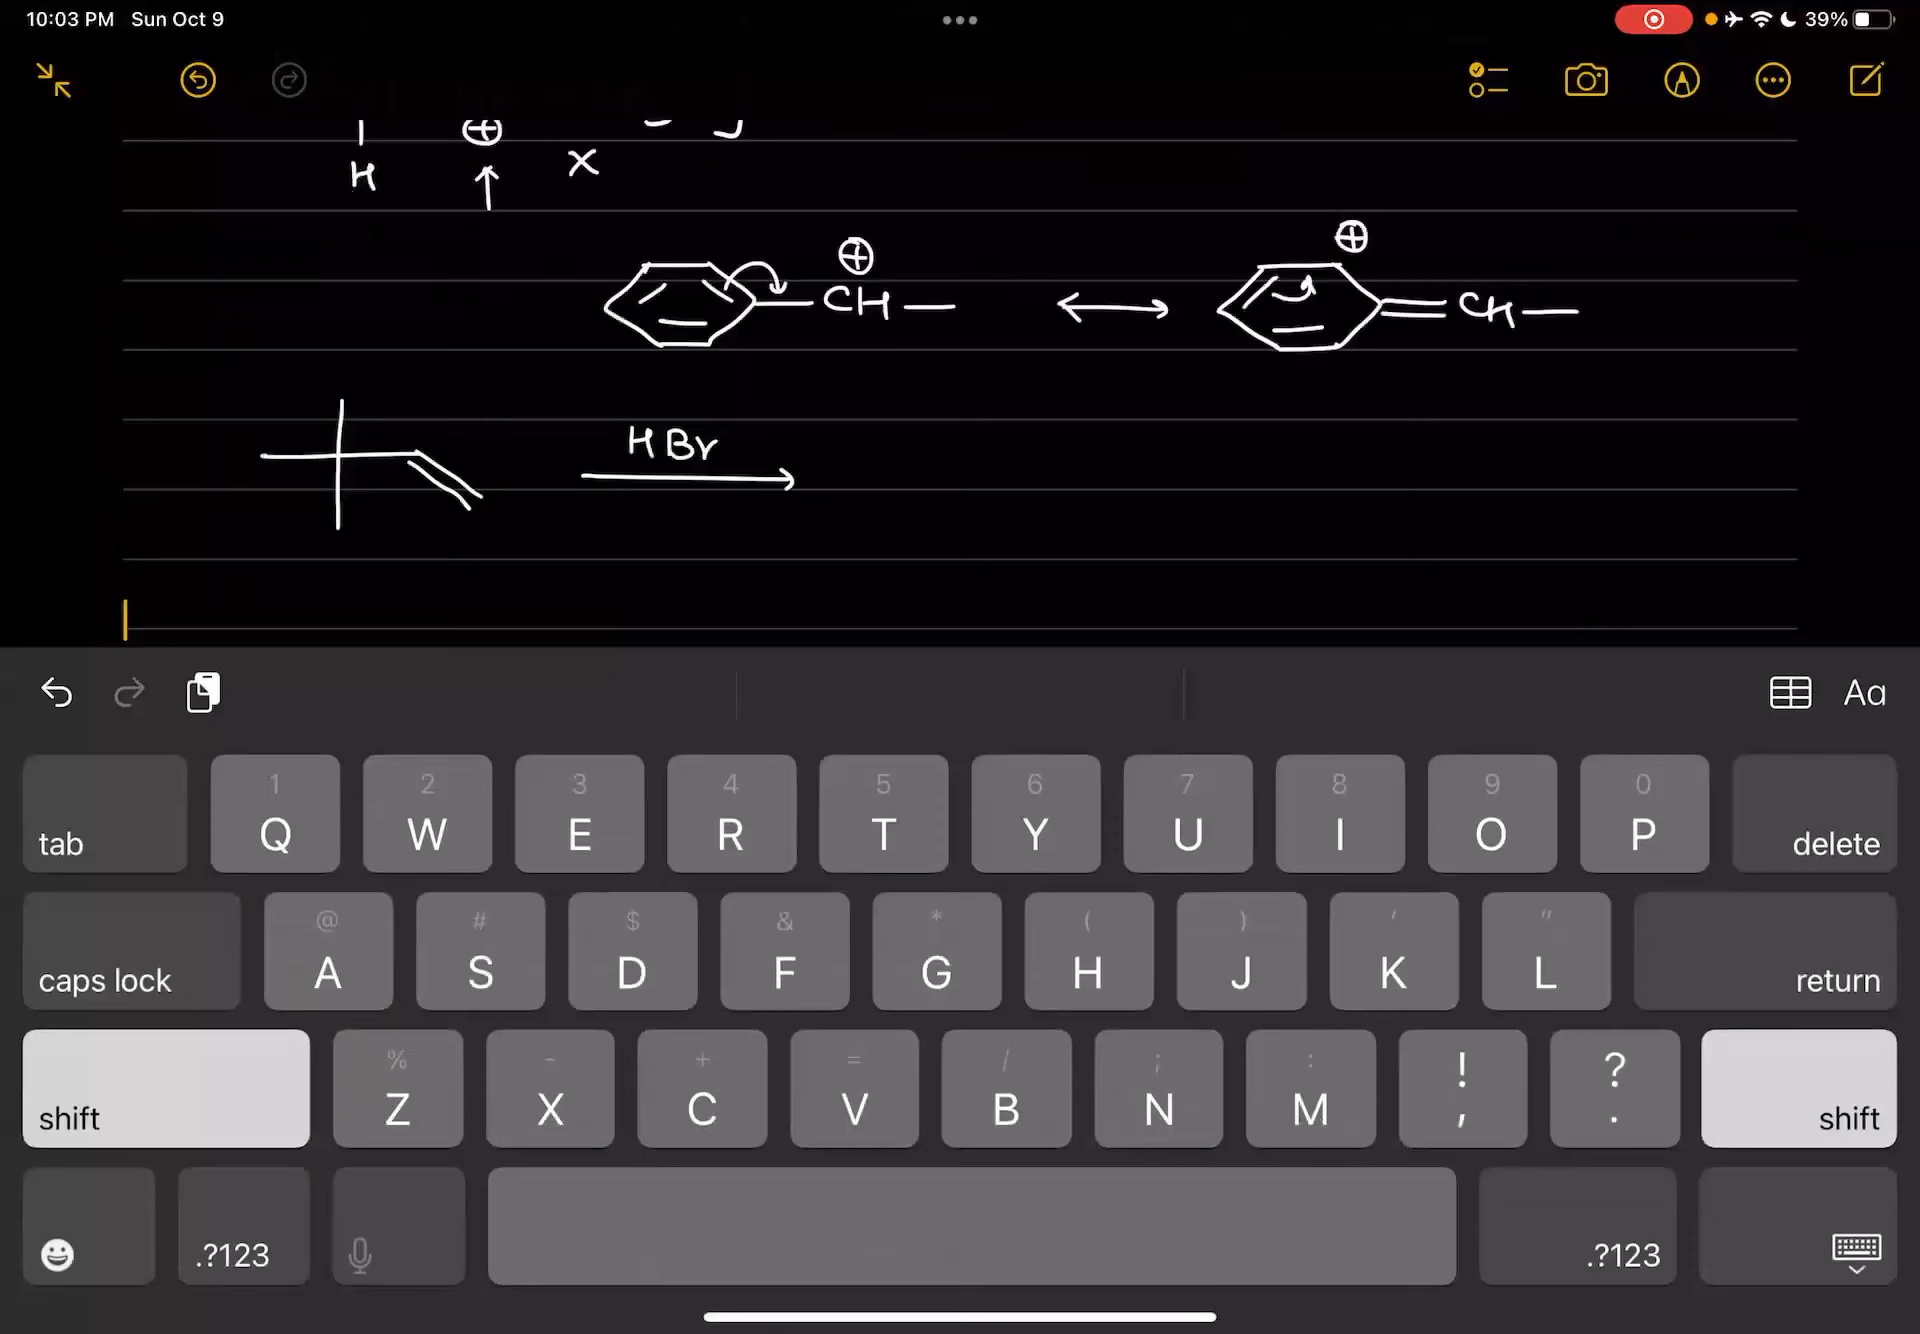 10:03 PM Sun Oct 9 39%
H ⊕ ↑ X
⊕ ⊕
CH ⟷ CH
HBr
Aa
tab 1 Q 2 W 3 E 4 R 5 T 6 Y 7 U 8 I 9 O 0 P delete
caps lock @ A # S $ D & F * G ( H ) J ' K " L return
shift % Z - X + C = V / B ; N : M ! , ? . shift
.?123 .?123